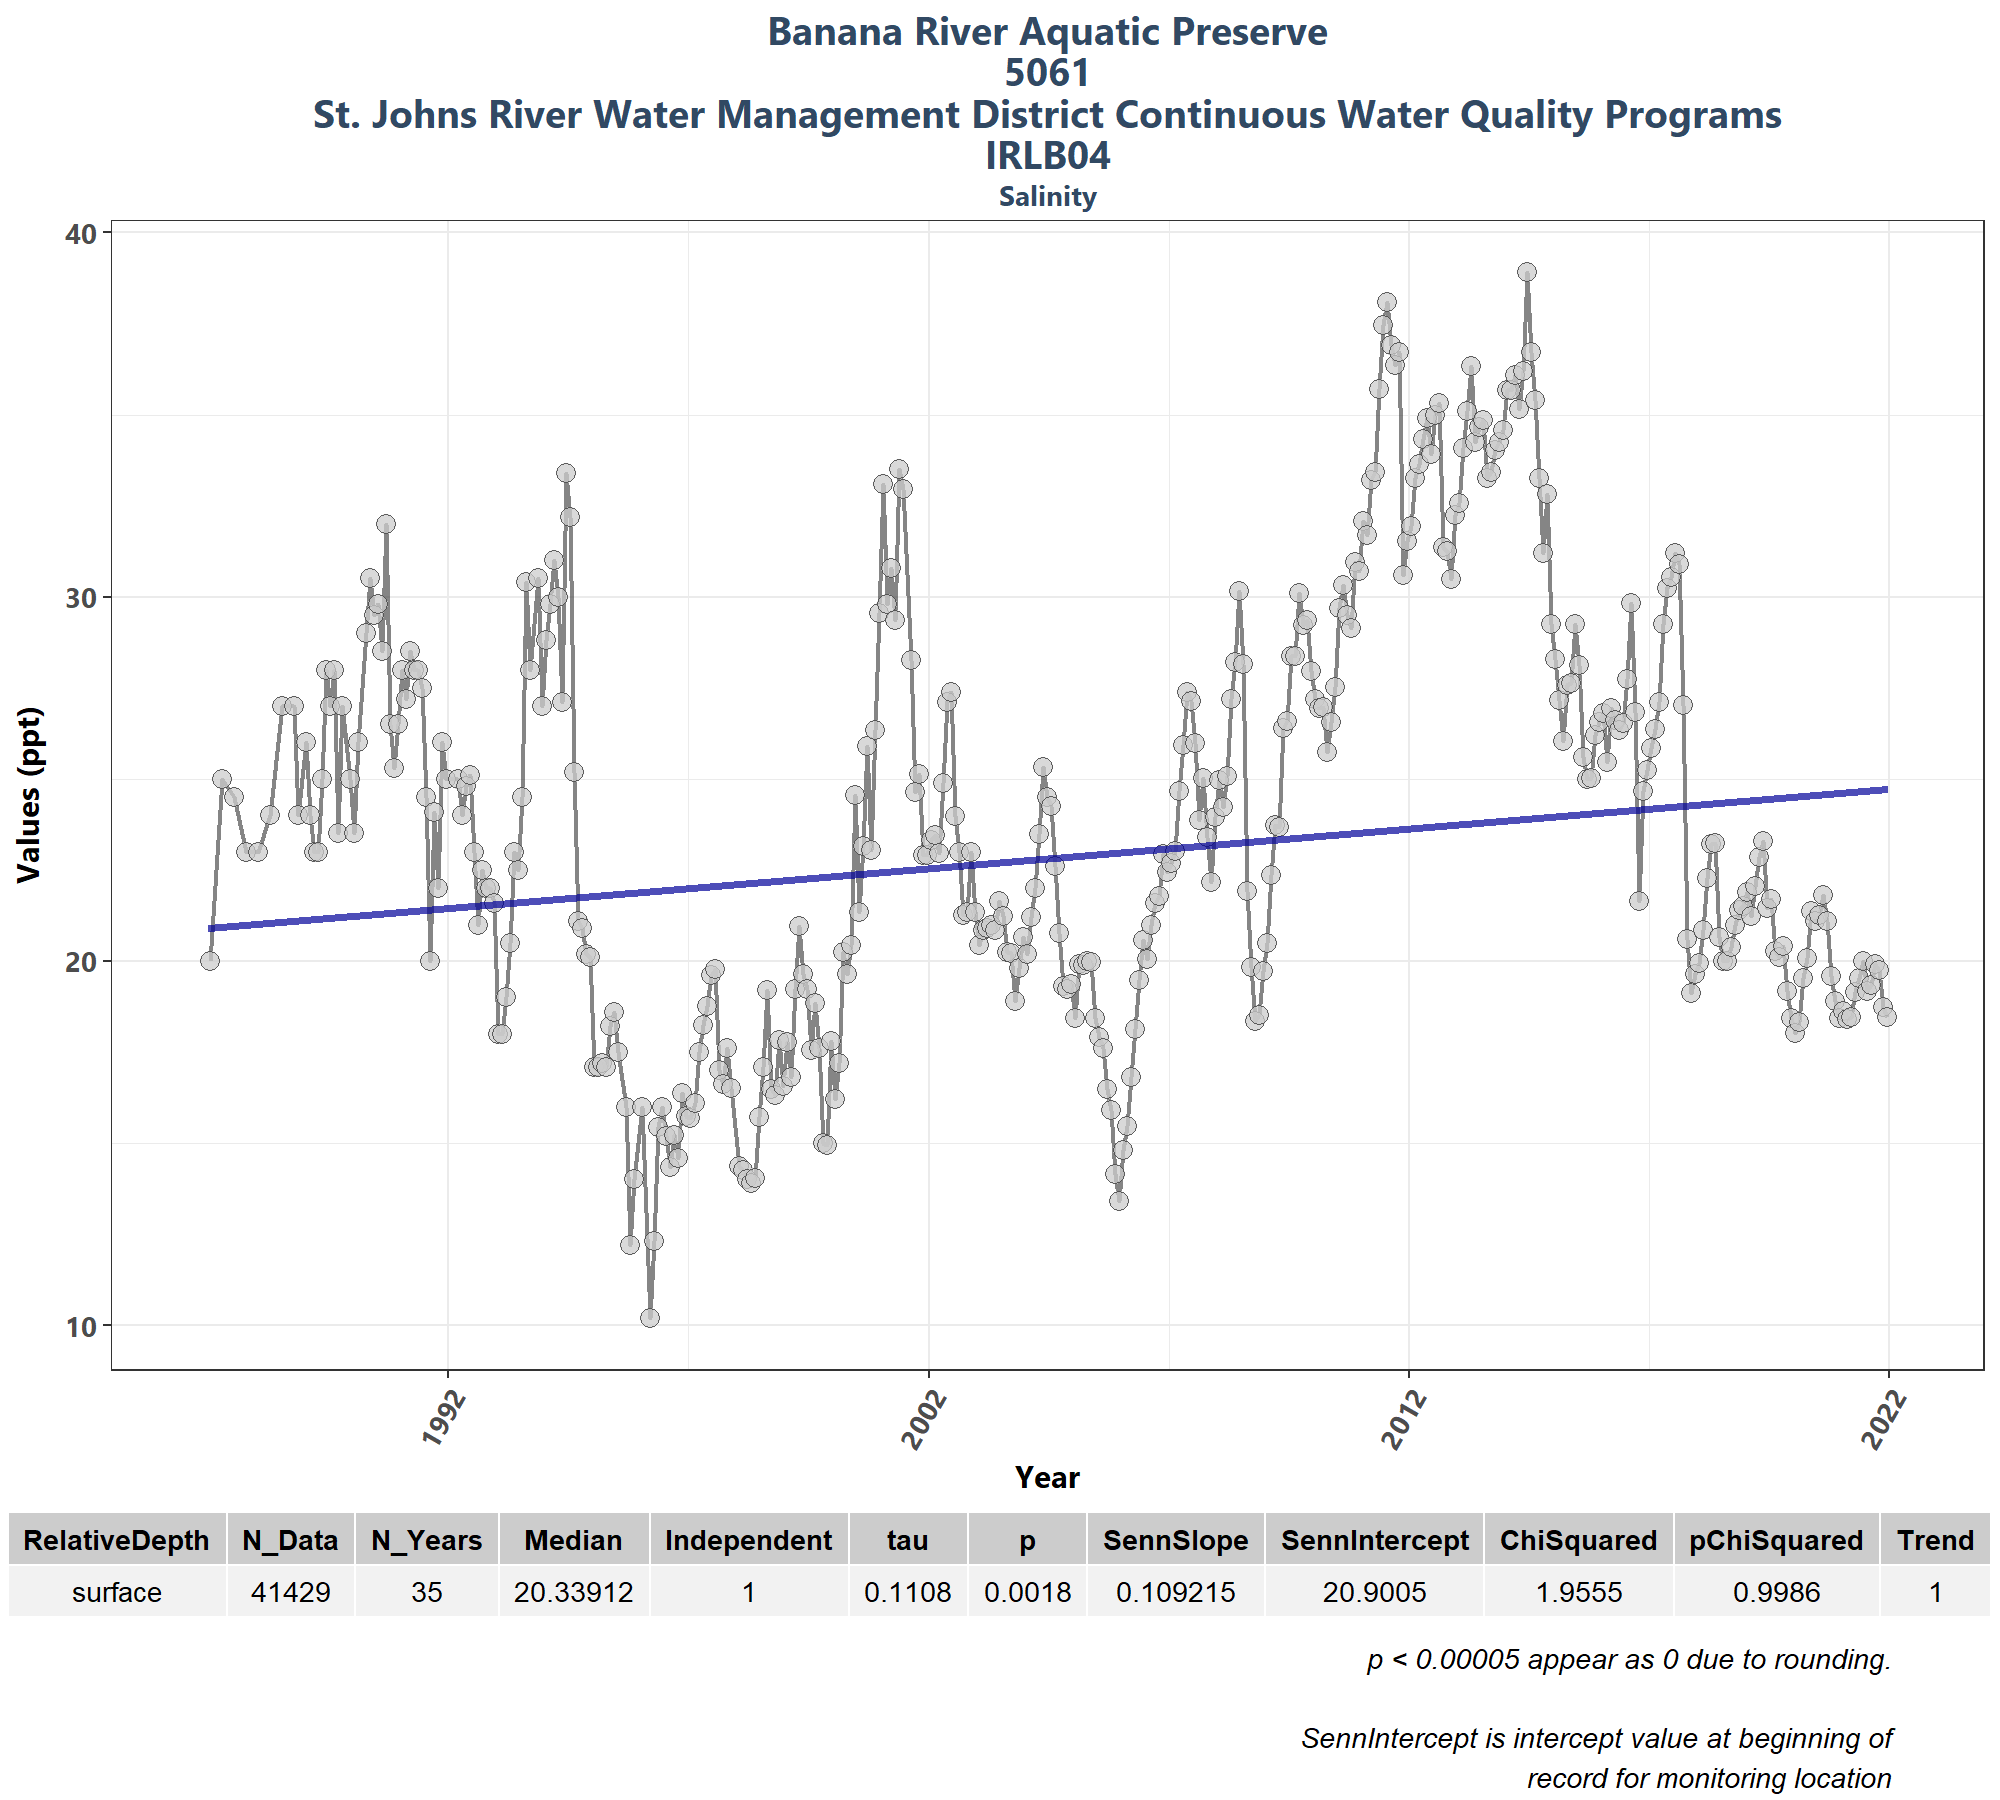 Banana River Aquatic Preserve
5061
St. Johns River Water Management District Continuous Water Quality Programs
IRLB04
Salinity
40
30
20
10
Values (ppt)
1992 2002 2012 2022
Year
RelativeDepth N_Data N_Years Median Independent tau p SennSlope SennIntercept ChiSquared pChiSquared Trend
surface 41429 35 20.33912 1 0.1108 0.0018 0.109215 20.9005 1.9555 0.9986 1
p < 0.00005 appear as 0 due to rounding.
SennIntercept is intercept value at beginning of
record for monitoring location